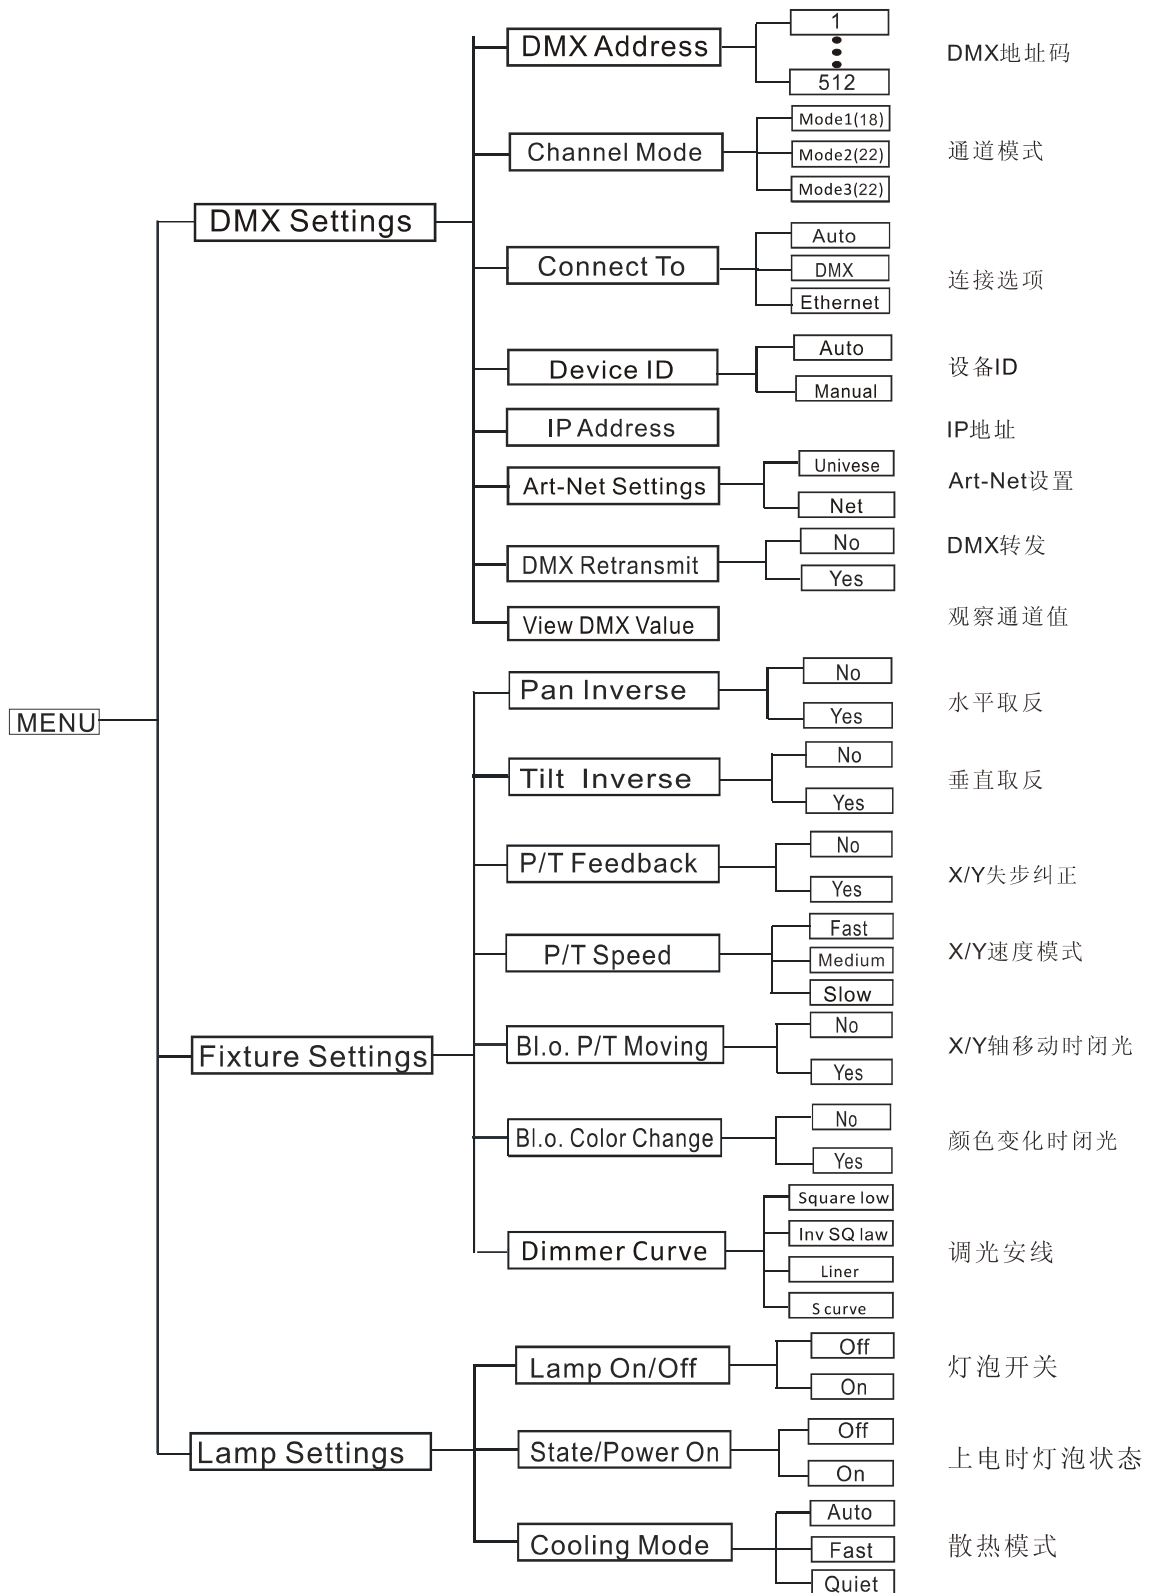 DMX Address
1
512
DMX地址码
Channel Mode
Mode1(18)
Mode2(22)
Mode3(22)
通道模式
DMX Settings
Connect To
Auto
DMX
Ethernet
连接选项
Device ID
Auto
Manual
设备ID
IP Address
IP地址
Art-Net Settings
Univese
Net
Art-Net设置
DMX Retransmit
No
Yes
DMX转发
View DMX Value
观察通道值
MENU
Pan Inverse
No
Yes
水平取反
Tilt Inverse
No
Yes
垂直取反
P/T Feedback
No
Yes
X/Y失步纠正
P/T Speed
Fast
Medium
Slow
X/Y速度模式
Fixture Settings
Bl.o. P/T Moving
No
Yes
X/Y轴移动时闭光
Bl.o. Color Change
No
Yes
颜色变化时闭光
Dimmer Curve
Square low
Inv SQ law
Liner
S curve
调光安线
Lamp On/Off
Off
On
灯泡开关
Lamp Settings
State/Power On
Off
On
上电时灯泡状态
Cooling Mode
Auto
Fast
Quiet
散热模式